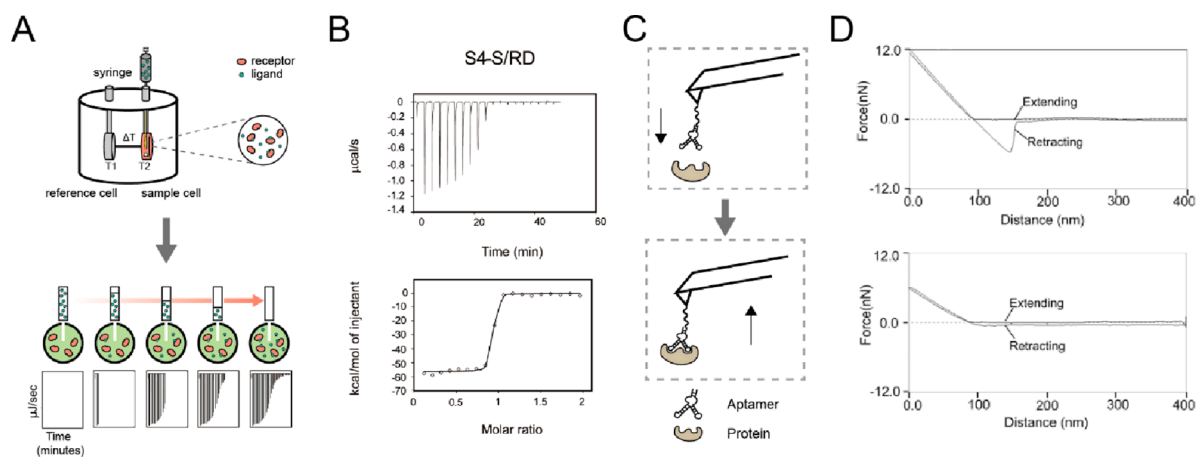 A
syringe
receptor
ligand
ΔT
T1
T2
reference cell
sample cell
µJ/sec
Time
(minutes)
B
S4-S/RD
µcal/s
0
-0.2
-0.4
-0.6
-0.8
-1.0
-1.2
-1.4
0
20
40
60
Time (min)
kcal/mol of injectant
0
-10
-20
-30
-40
-50
-60
-70
0
0.5
1
1.5
2
Molar ratio
C
Aptamer
Protein
D
Force(nN)
12.0
0.0
-12.0
Extending
Retracting
0.0
100
200
300
400
Distance (nm)
Force(nN)
12.0
0.0
-12.0
Extending
Retracting
0.0
100
200
300
400
Distance (nm)